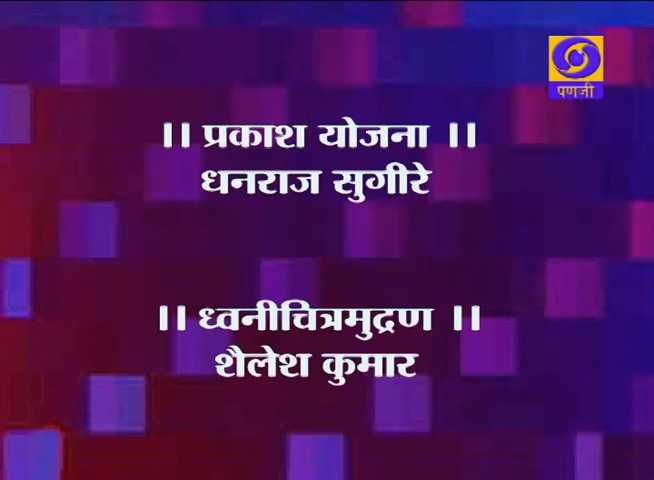 पणजी
।। प्रकाश योजना ।।
धनराज सुगीरे
।। ध्वनीचित्रमुद्रण ।।
शैलेश कुमार